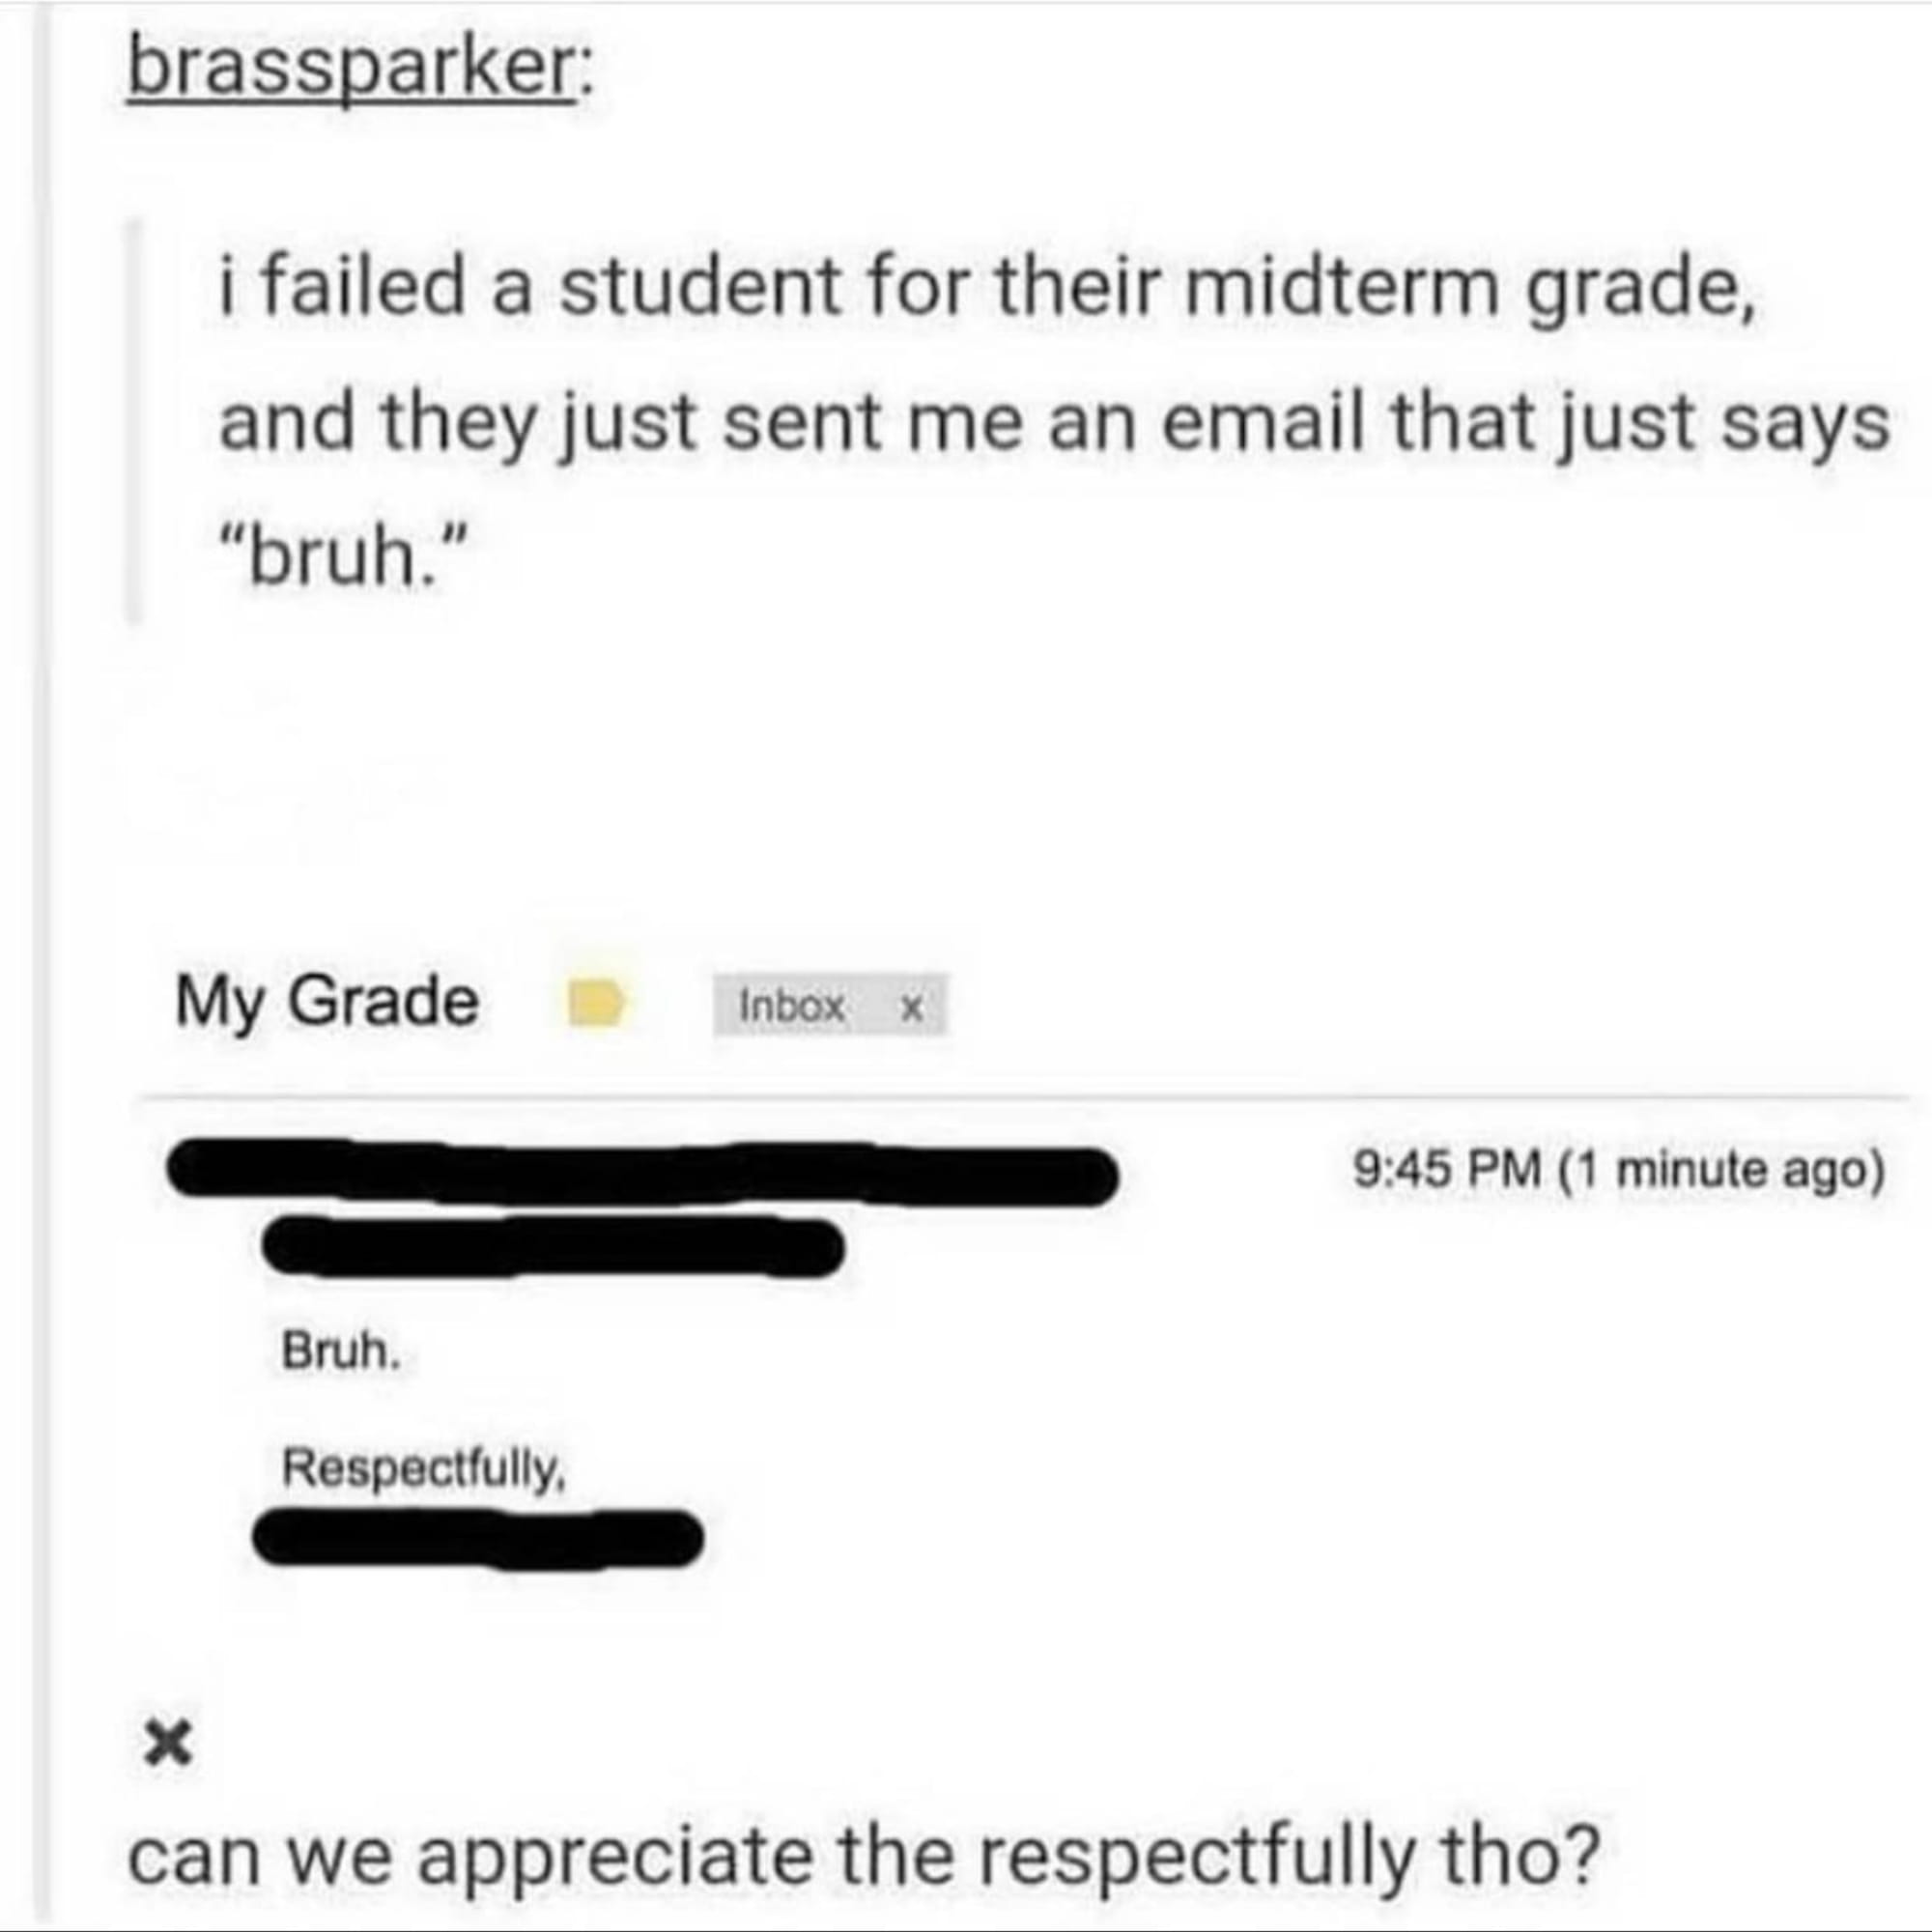 brassparker:
i failed a student for their midterm grade,
and they just sent me an email that just says
“bruh.”
My Grade Inbox x
9:45 PM (1 minute ago)
Bruh.
Respectfully,
can we appreciate the respectfully tho?